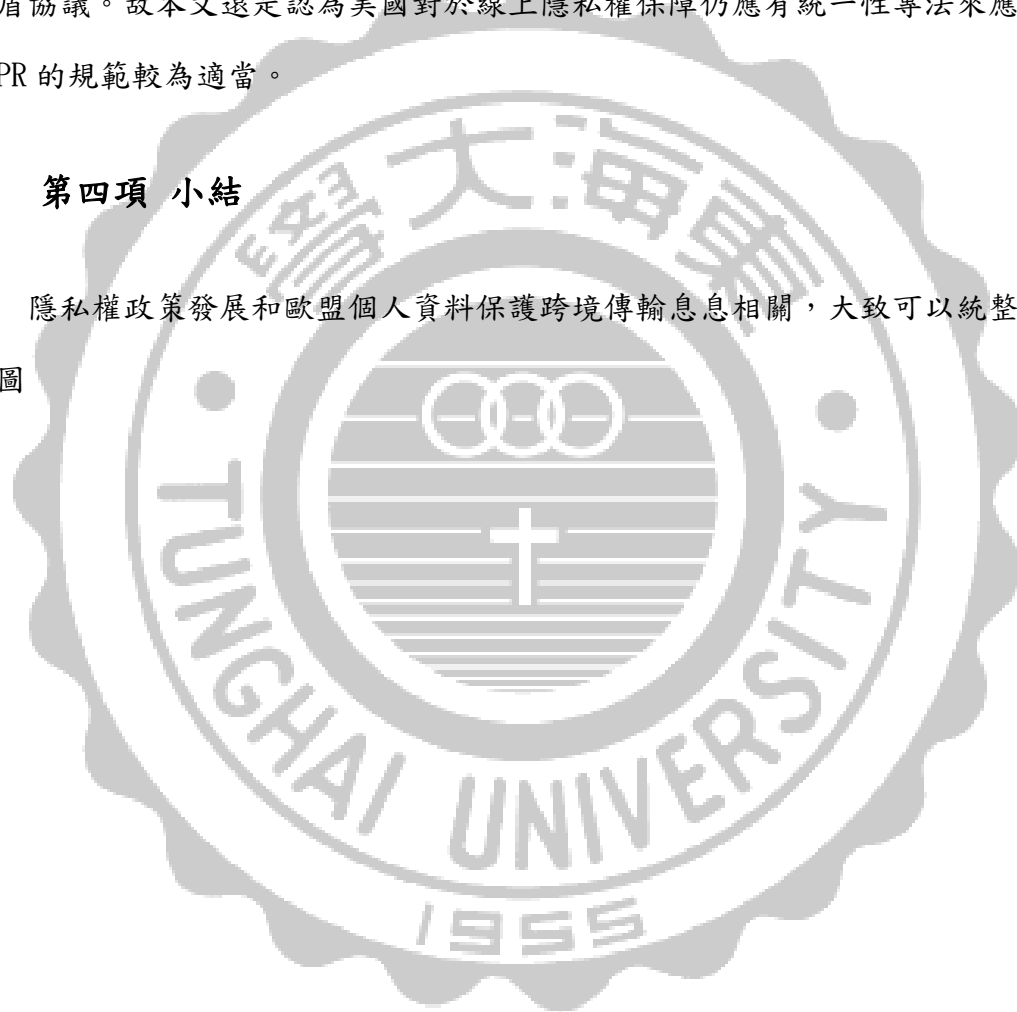 盾協議。故本文還是認為美國對於線上隱私權保障仍應有統一性專法來應
PR 的規範較為適當。
第四項 小結
隱私權政策發展和歐盟個人資料保護跨境傳輸息息相關，大致可以統整
圖
學大海東
TUNGHAI UNIVERSITY
1955